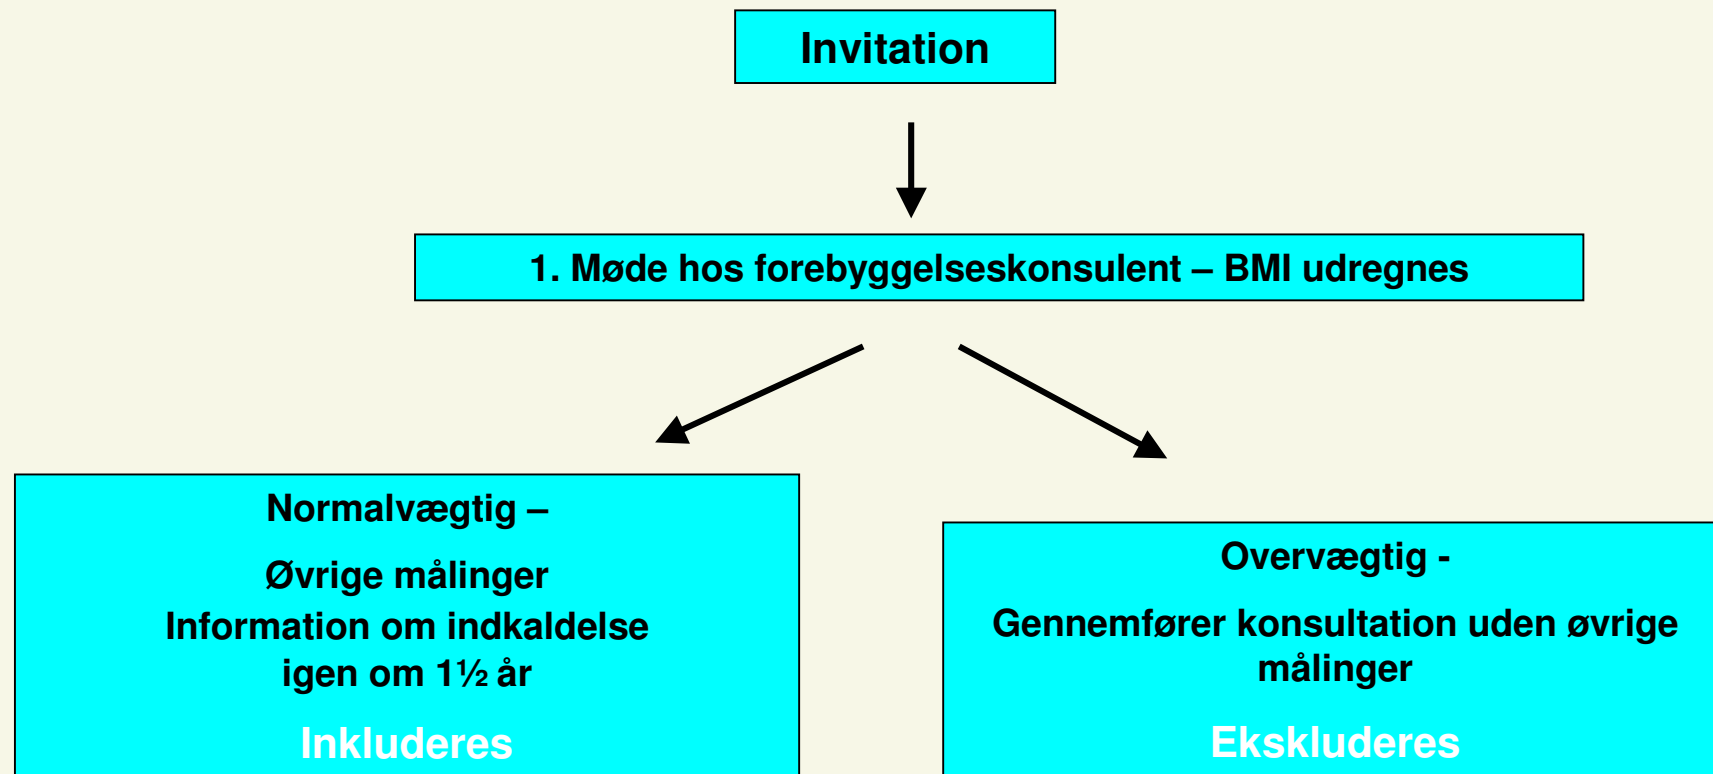 Invitation
1. Møde hos forebyggelseskonsulent – BMI udregnes
Normalvægtig –
Øvrige målinger
Information om indkaldelse
igen om 1½ år
Inkluderes
Overvægtig -
Gennemfører konsultation uden øvrige
målinger
Ekskluderes